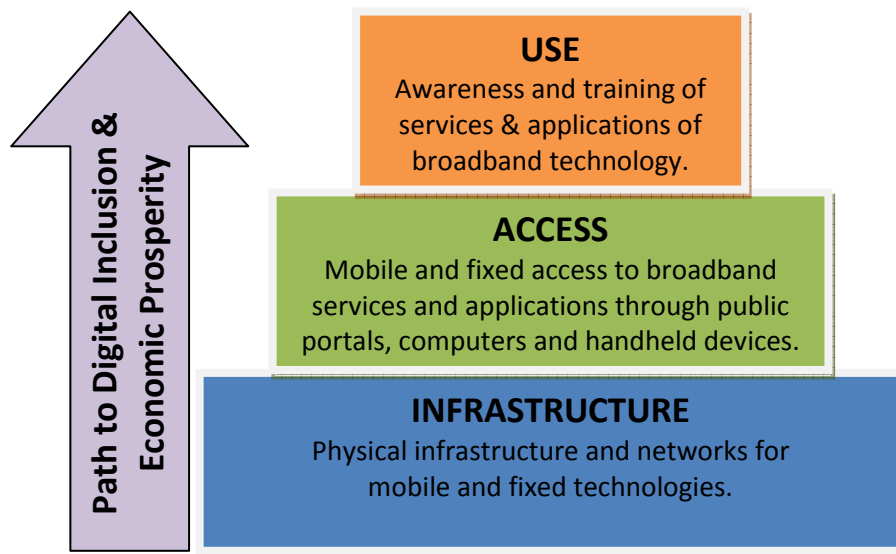 Path to Digital Inclusion &
Economic Prosperity
USE
Awareness and training of
services & applications of
broadband technology.
ACCESS
Mobile and fixed access to broadband
services and applications through public
portals, computers and handheld devices.
INFRASTRUCTURE
Physical infrastructure and networks for
mobile and fixed technologies.